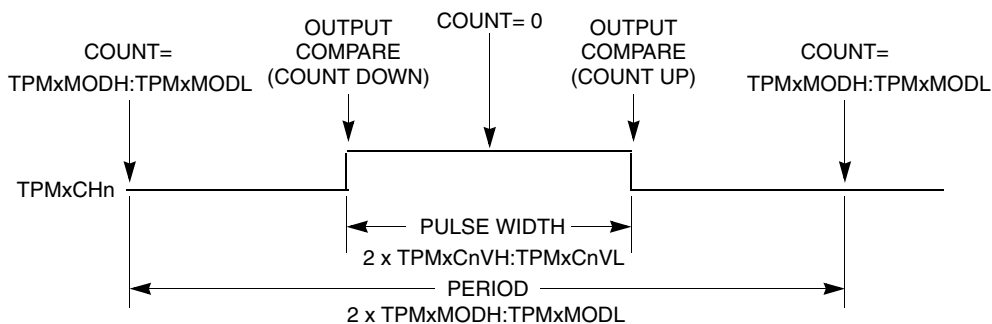 COUNT=
TPMxMODH:TPMxMODL
OUTPUT
COMPARE
(COUNT DOWN)
COUNT= 0
OUTPUT
COMPARE
(COUNT UP)
COUNT=
TPMxMODH:TPMxMODL
TPMxCHn
PULSE WIDTH
2 x TPMxCnVH:TPMxCnVL
PERIOD
2 x TPMxMODH:TPMxMODL